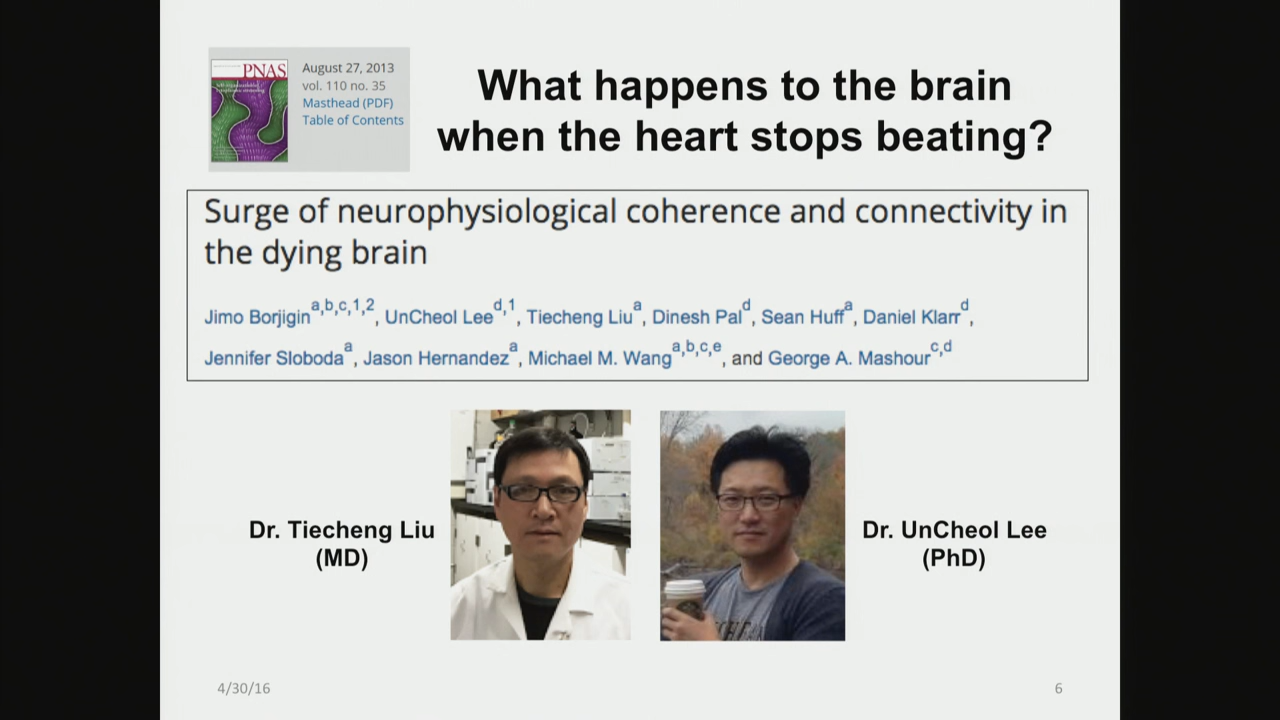 PNAS
August 27, 2013
vol. 110 no. 35
Masthead (PDF)
Table of Contents
What happens to the brain
when the heart stops beating?
Surge of neurophysiological coherence and connectivity in
the dying brain
Jimo Borjigin a,b,c,1,2, UnCheol Lee d,1, Tiecheng Liu a, Dinesh Pal d, Sean Huff a, Daniel Klarr d,
Jennifer Sloboda a, Jason Hernandez a, Michael M. Wang a,b,c,e, and George A. Mashour c,d
Dr. Tiecheng Liu
(MD)
Dr. UnCheol Lee
(PhD)
4/30/16
6